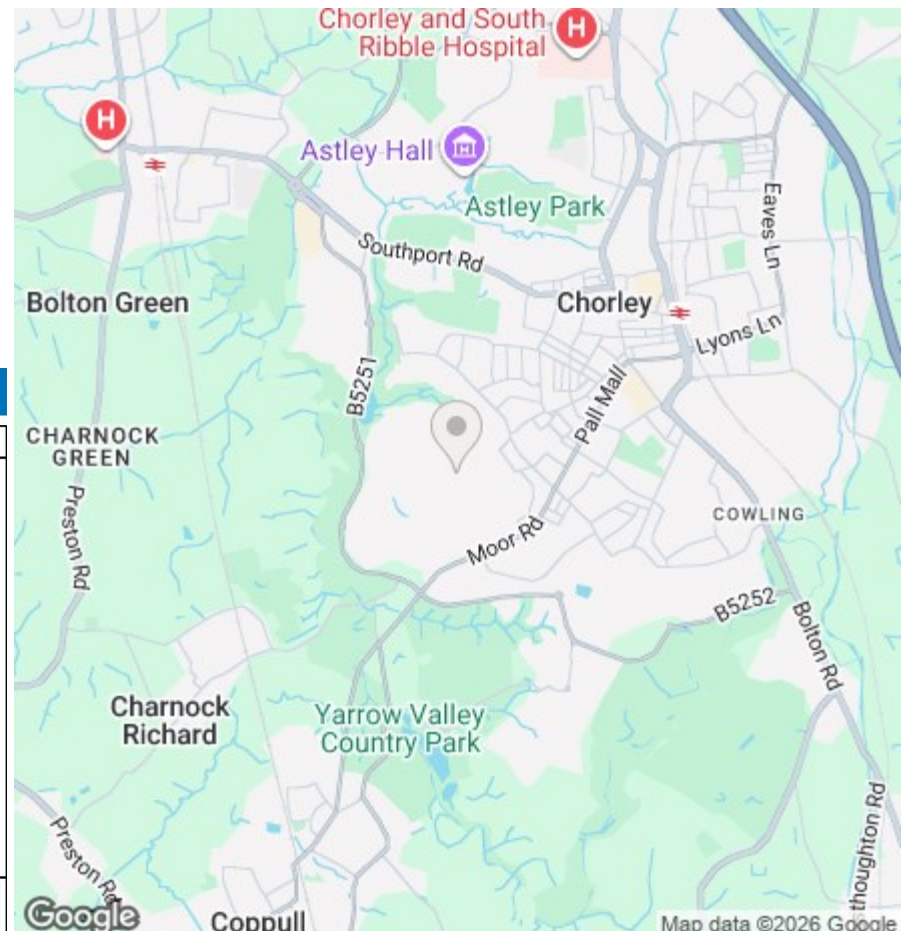 Chorley and South
Ribble Hospital
H
H
Astley Hall
Astley Park
Eaves Ln
Southport Rd
Bolton Green
Chorley
Lyons Ln
B5251
Pall Mall
CHARNOCK
GREEN
Preston Rd
COWLING
Moor Rd
B5252
Bolton Rd
Charnock
Richard
Yarrow Valley
Country Park
Preston Rd
sthoughton Rd
Google
Coppull
Map data ©2026 Google